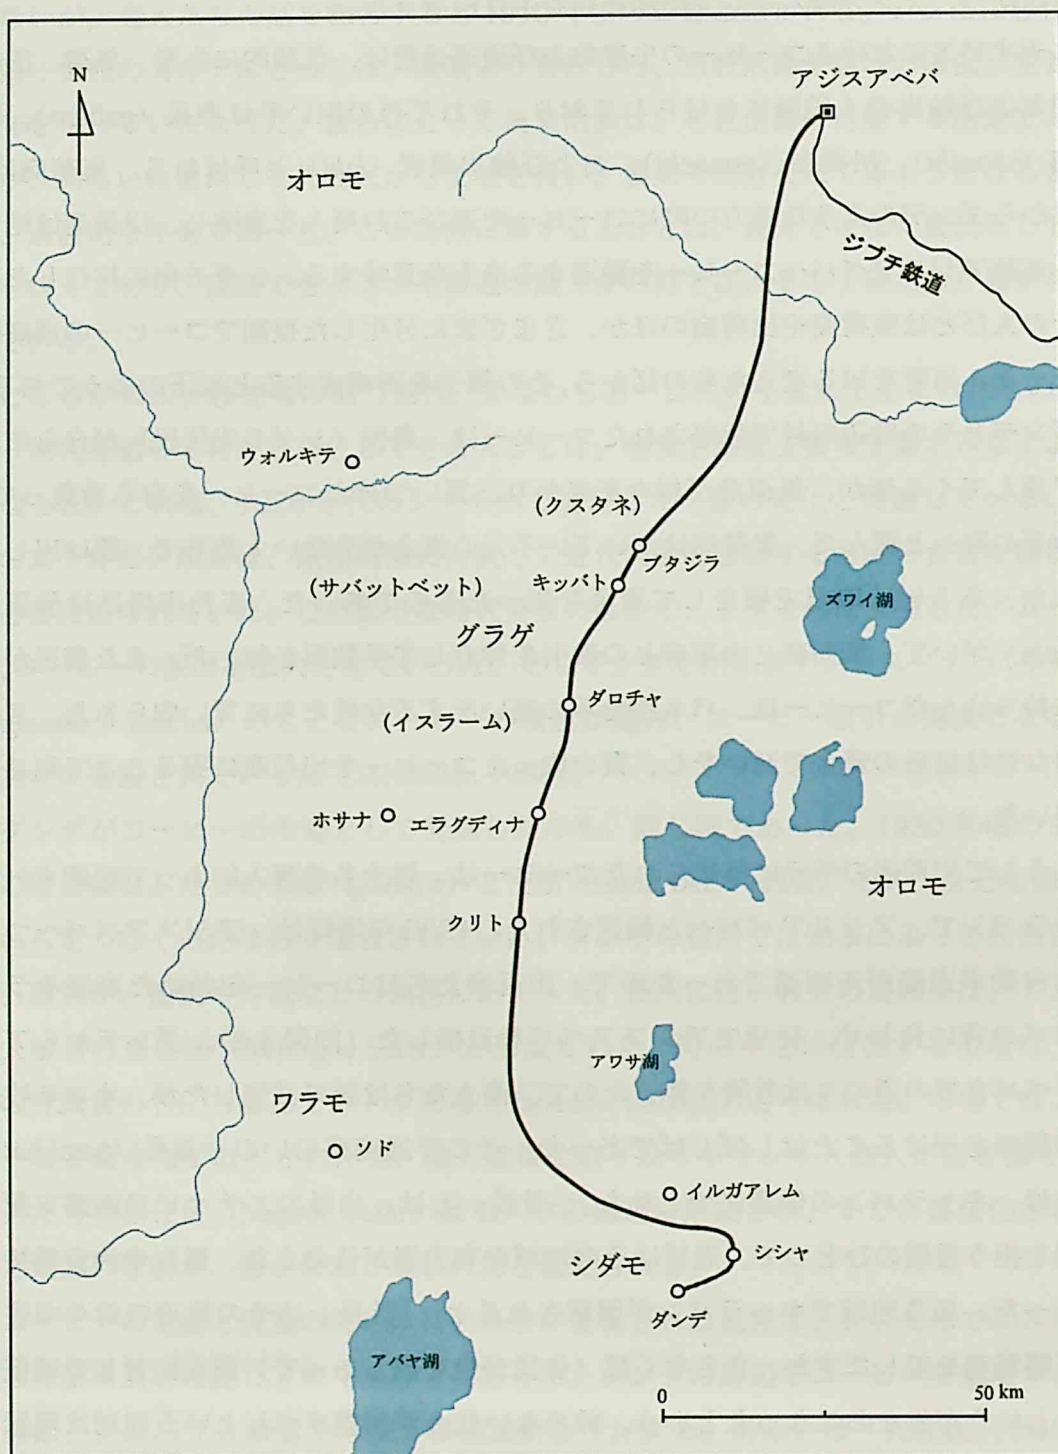 アジスアベバ
N
オロモ
ジブチ鉄道
ウォルキテ
(クスタネ)
ブタジラ
(サバットベット)
キッバト
ズワイ湖
グラゲ
ダロチャ
(イスラーム)
ホサナ
エラグディナ
オロモ
クリト
アワサ湖
ワラモ
ソド
イルガアレム
シダモ
シシャ
ダンデ
アバヤ湖
0
50 km